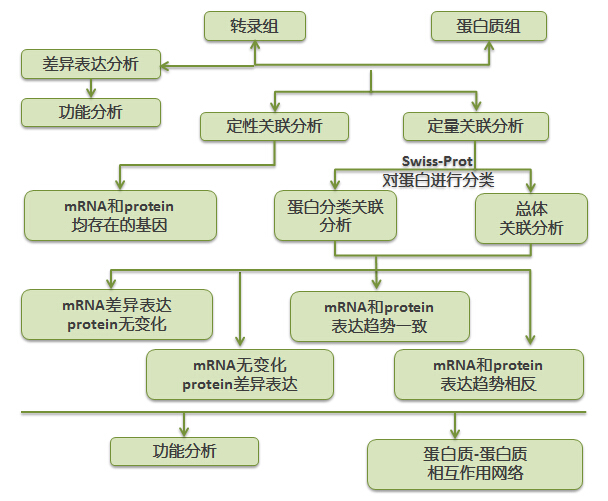 转录组
蛋白质组
差异表达分析
功能分析
定性关联分析
定量关联分析
Swiss-Prot
对蛋白进行分类
mRNA和protein
均存在的基因
蛋白分类关联
分析
总体
关联分析
mRNA差异表达
protein无变化
mRNA和protein
表达趋势一致
mRNA无变化
protein差异表达
mRNA和protein
表达趋势相反
功能分析
蛋白质-蛋白质
相互作用网络